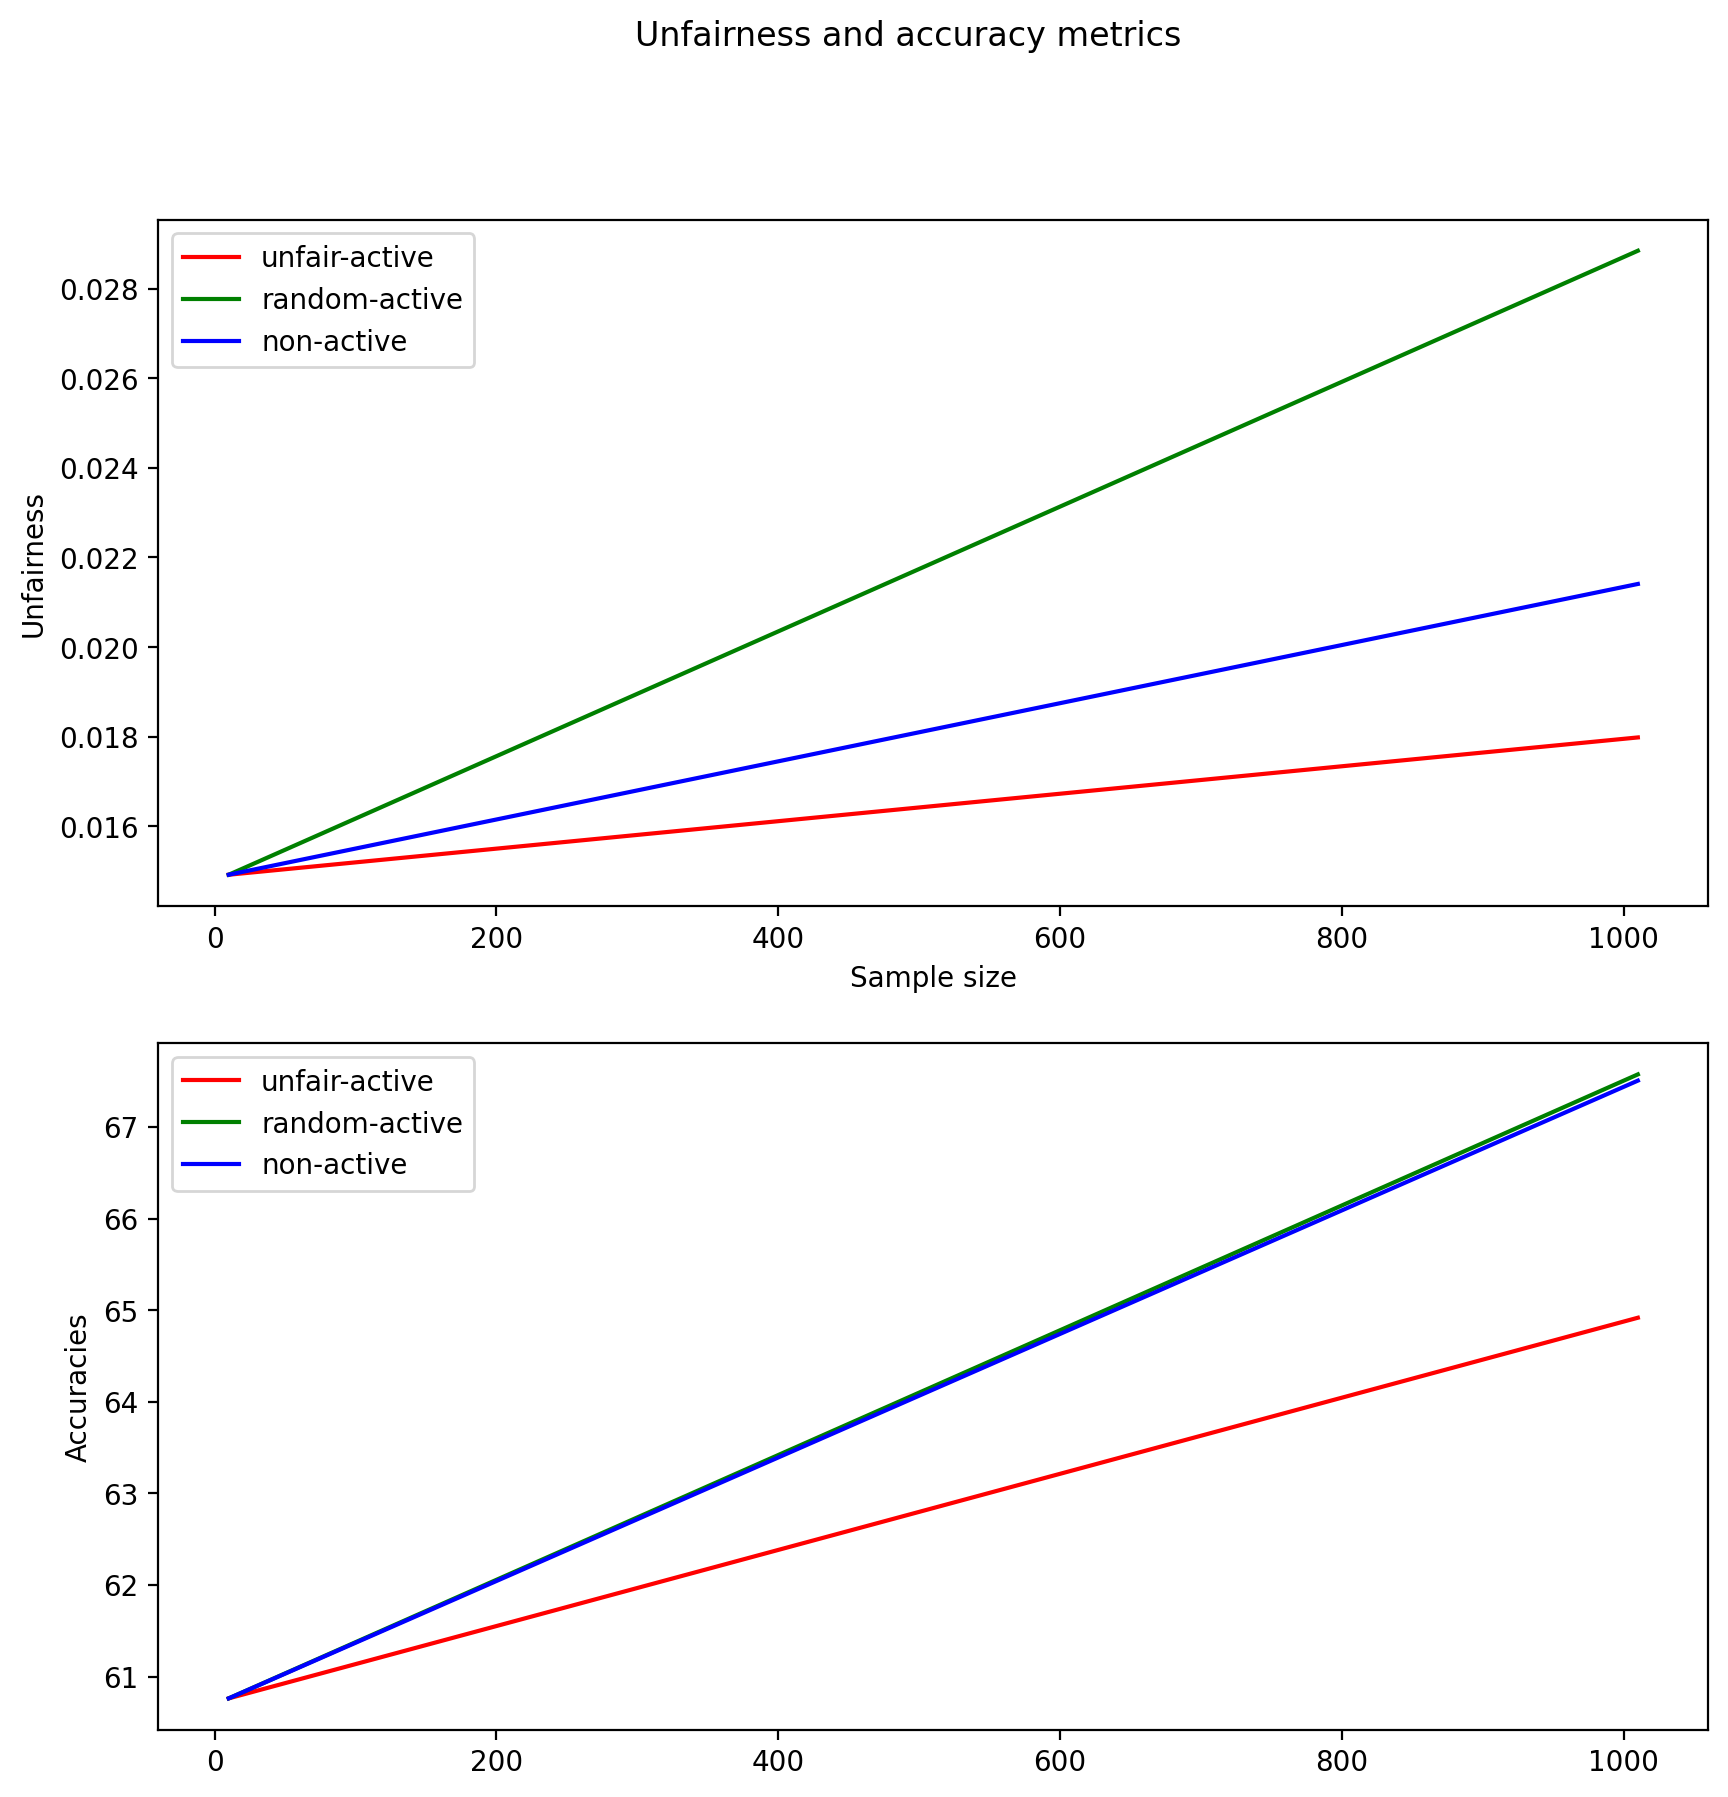 Unfairness and accuracy metrics
unfair-active
random-active
non-active
0.028
0.026
0.024
0.022
0.020
0.018
0.016
Unfairness
0 200 400 600 800 1000
Sample size
unfair-active
random-active
non-active
67
66
65
64
63
62
61
Accuracies
0 200 400 600 800 1000